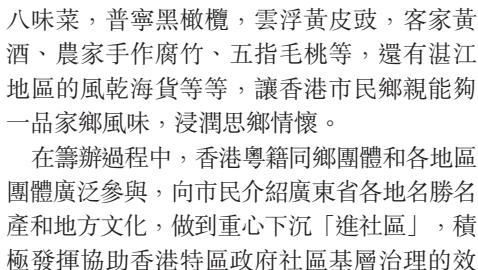 八味菜，普寧黑橄欖，雲浮黃皮豉，客家黃
酒、農家手作腐竹、五指毛桃等，還有湛江
地區的風乾海貨等等，讓香港市民鄉親能夠
一品家鄉風味，浸潤思鄉情懷。
在籌辦過程中，香港粵籍同鄉團體和各地區
團體廣泛參與，向市民介紹廣東省各地名勝名
產和地方文化，做到重心下沉「進社區」，積
極發揮協助香港特區政府社區基層治理的效